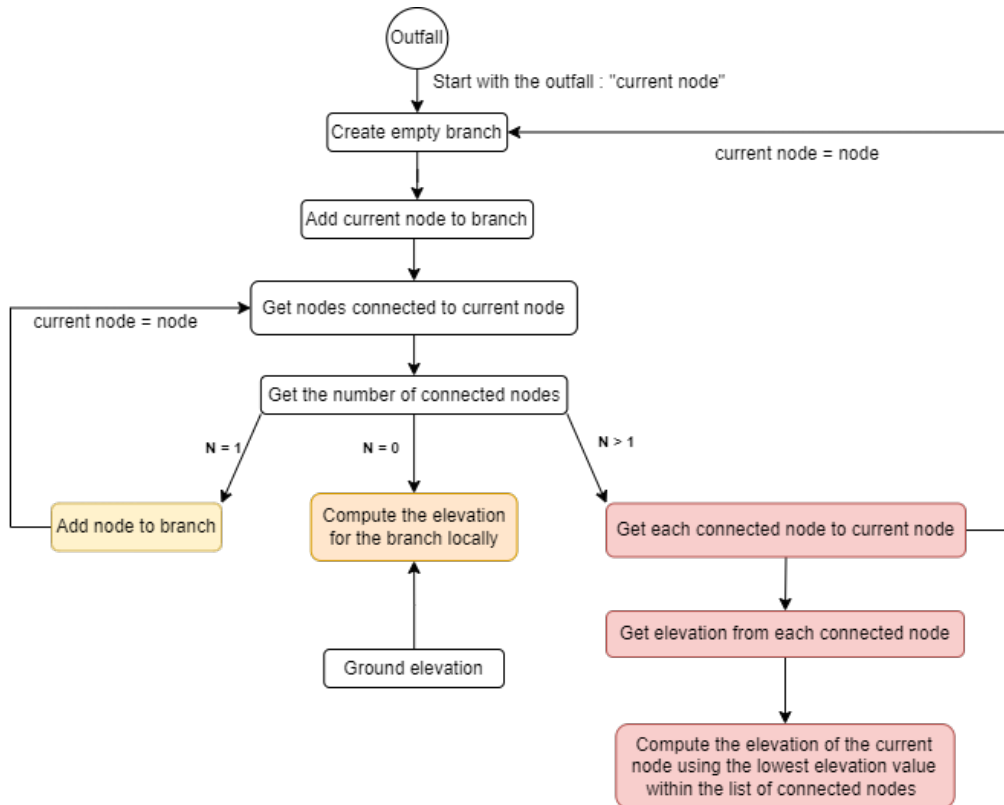 Outfall
Start with the outfall : "current node"
Create empty branch
current node = node
Add current node to branch
Get nodes connected to current node
current node = node
Get the number of connected nodes
N = 1
N = 0
N > 1
Add node to branch
Compute the elevation
for the branch locally
Get each connected node to current node
Get elevation from each connected node
Ground elevation
Compute the elevation of the current
node using the lowest elevation value
within the list of connected nodes